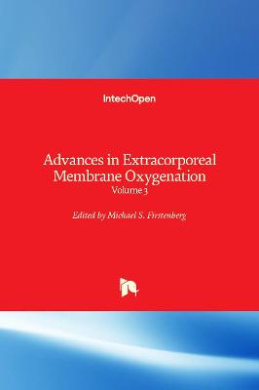 IntechOpen
Advances in Extracorporeal
Membrane Oxygenation
Volume 3
Edited by Michael S. Firstenberg